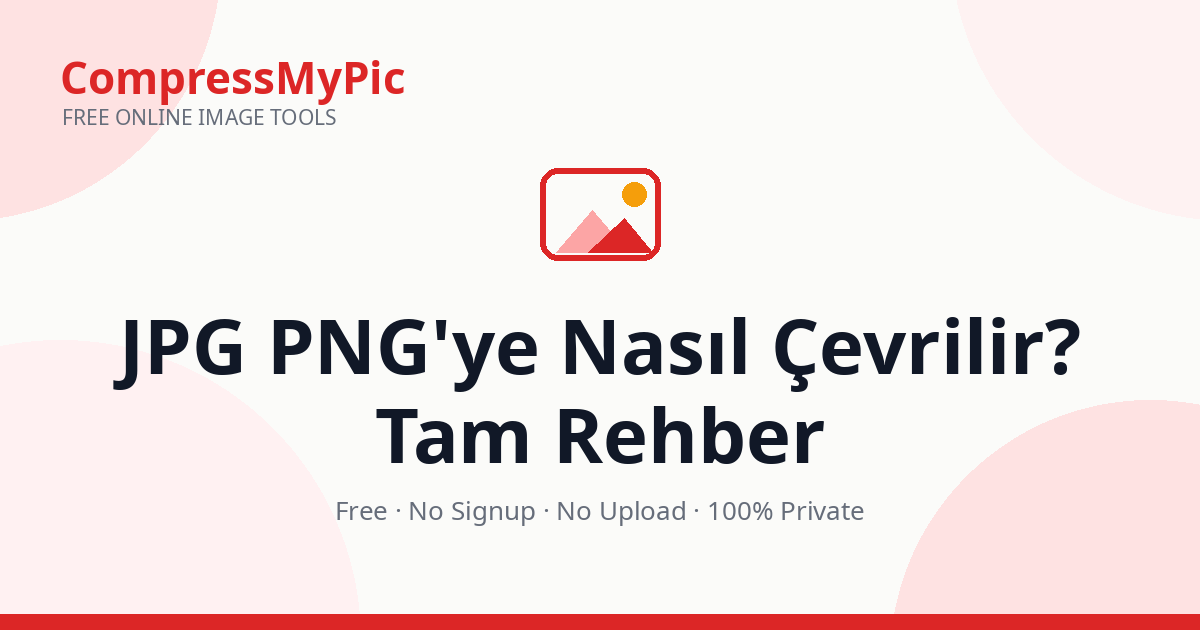 CompressMyPic
FREE ONLINE IMAGE TOOLS
JPG PNG'ye Nasıl Çevrilir?
Tam Rehber
Free · No Signup · No Upload · 100% Private